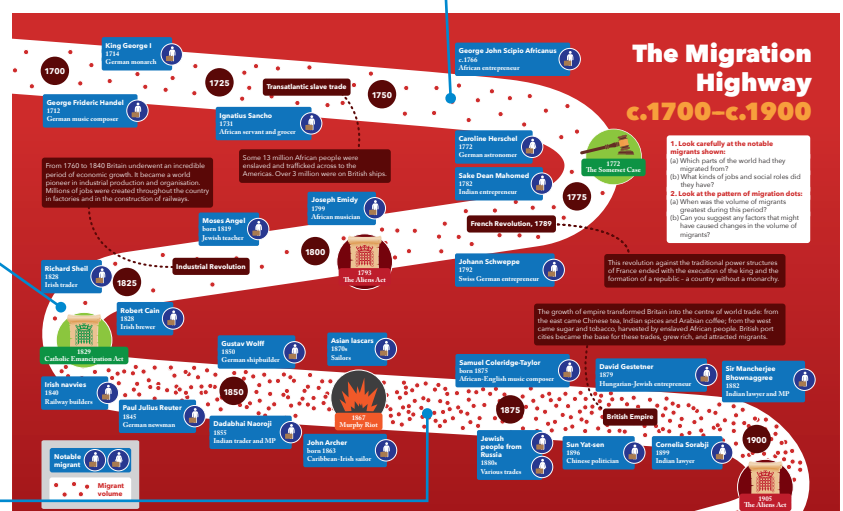 The Migration
Highway
c.1700–c.1900
1. Look carefully at the notable
migrants shown:
(a) Which parts of the world had they
migrated from?
(b) What kinds of jobs and social roles did
they have?
2. Look at the pattern of migration dots:
(a) When was the volume of migrants
greatest during this period?
(b) Can you suggest any factors that might
have caused changes in the volume of
migrants?
King George I
1714
German monarch
1700
George Frideric Handel
1712
German music composer
1725
Ignatius Sancho
1731
African servant and grocer
Transatlantic slave trade
1750
Some 13 million African people were
enslaved and trafficked across to the
Americas. Over 3 million were on British ships.
George John Scipio Africanus
c.1766
African entrepreneur
Caroline Herschel
1772
German astronomer
1772
The Somerset Case
Sake Dean Mahomed
1782
Indian entrepreneur
1775
French Revolution, 1789
This revolution against the traditional power structures
of France ended with the execution of the king and the
formation of a republic – a country without a monarch.
Johann Schweppe
1792
Swiss German entrepreneur
1793
The Aliens Act
Joseph Emidy
1799
African musician
1800
From 1760 to 1840 Britain underwent an incredible
period of economic growth. It became a world
pioneer in industrial production and organisation.
Millions of jobs were created throughout the country
in factories and in the construction of railways.
Moses Angel
born 1819
Jewish teacher
Industrial Revolution
1825
Richard Sheil
1828
Irish trader
Robert Cain
1828
Irish brewer
1829
Catholic Emancipation Act
Irish navvies
1840
Railway builders
Paul Julius Reuter
1845
German newsman
Gustav Wolff
1850
German shipbuilder
1850
Dadabhai Naoroji
1855
Indian trader and MP
John Archer
born 1863
Caribbean-Irish sailor
Asian lascars
1870s
Sailors
1867
Murphy Riot
The growth of empire transformed Britain into the centre of world trade: from
the east came Chinese tea, Indian spices and Arabian coffee; from the west
came sugar and tobacco, harvested by enslaved African people. British port
cities became the base for these trades, grew rich, and attracted migrants.
Samuel Coleridge-Taylor
born 1875
African-English music composer
1875
David Gestetner
1879
Hungarian-Jewish entrepreneur
British Empire
Sir Mancherjee
Bhownaggree
1882
Indian lawyer and MP
Jewish
people from
Russia
1880s
Various trades
Sun Yat-sen
1896
Chinese politician
Cornelia Sorabji
1899
Indian lawyer
1900
1905
The Aliens Act
Notable
migrant
Migrant
volume